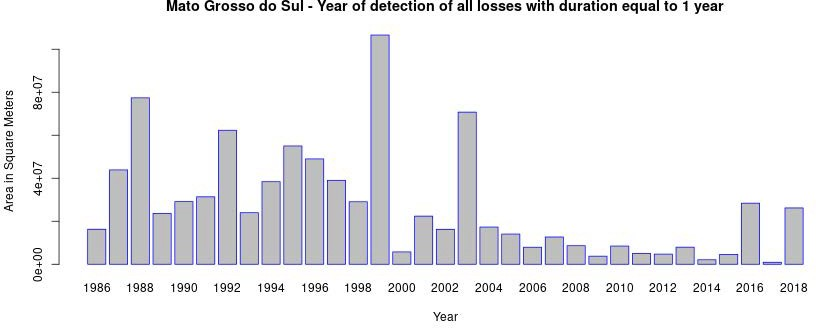 Mato Grosso do Sul - Year of detection of all losses with duration equal to 1 year
Area in Square Meters
8e+07
4e+07
0e+00
1986 1988 1990 1992 1994 1996 1998 2000 2002 2004 2006 2008 2010 2012 2014 2016 2018
Year